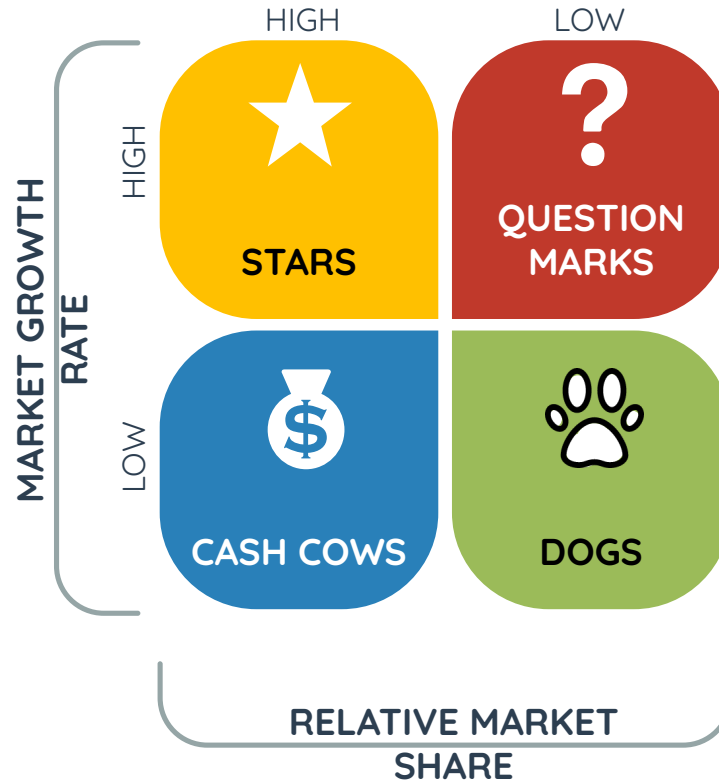 HIGH
LOW
HIGH
MARKET GROWTH
RATE
LOW
?
STARS
QUESTION
MARKS
$
CASH COWS
DOGS
RELATIVE MARKET
SHARE